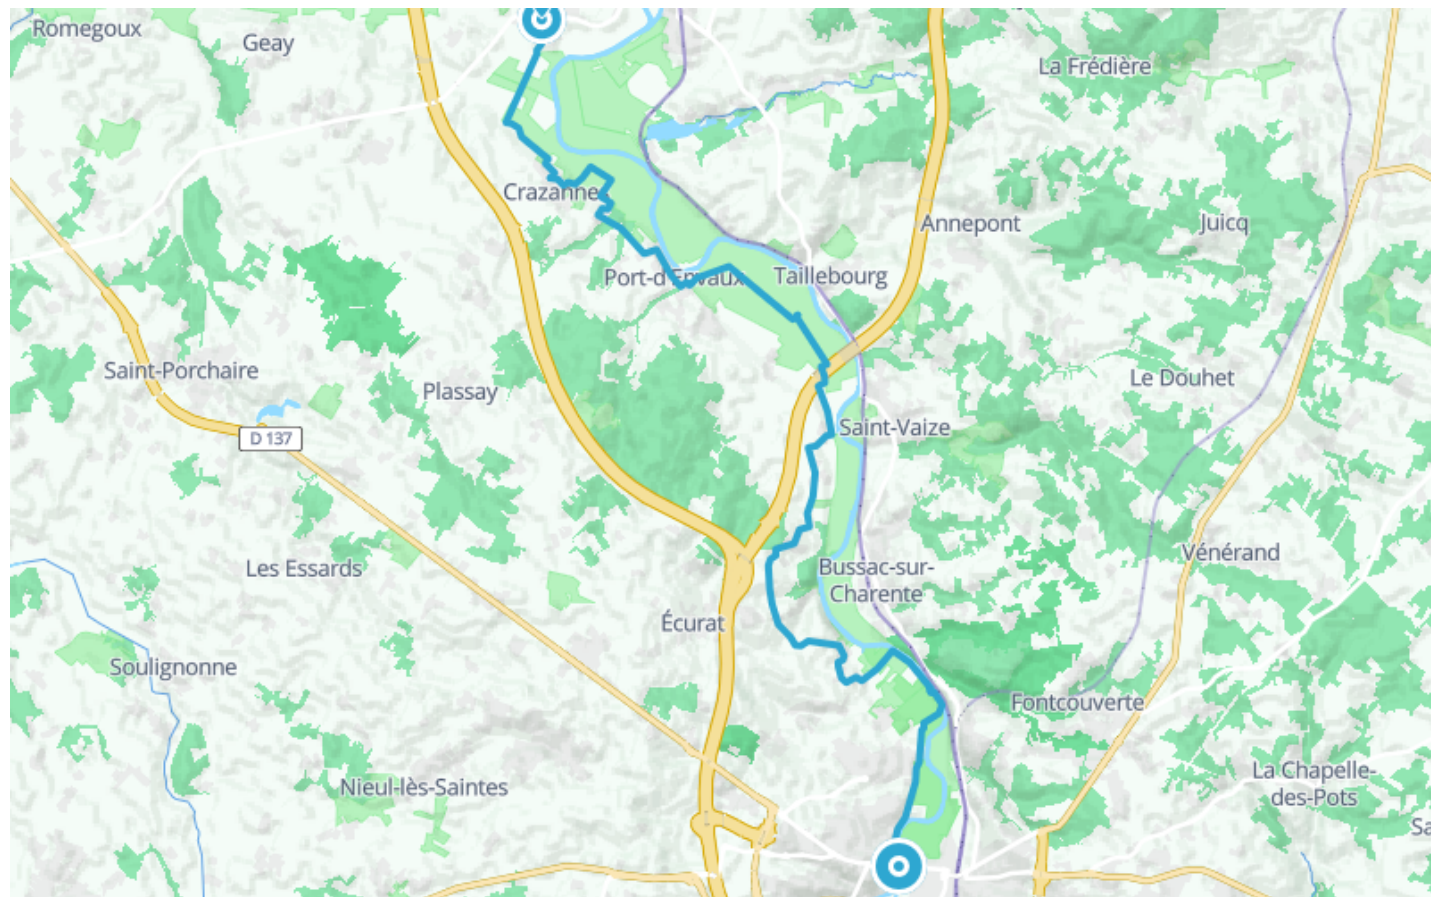 Romegoux
Geay
La Frédière
Crazanne
Annepont
Juicq
Port-d'Envaux
Taillebourg
Saint-Porchaire
Plassay
Le Douhet
Saint-Vaize
D 137
Les Essards
Bussac-sur-
Charente
Vénérand
Écurat
Soulignonne
Fontcouverte
Nieul-lès-Saintes
La Chapelle-
des-Pots
Sa